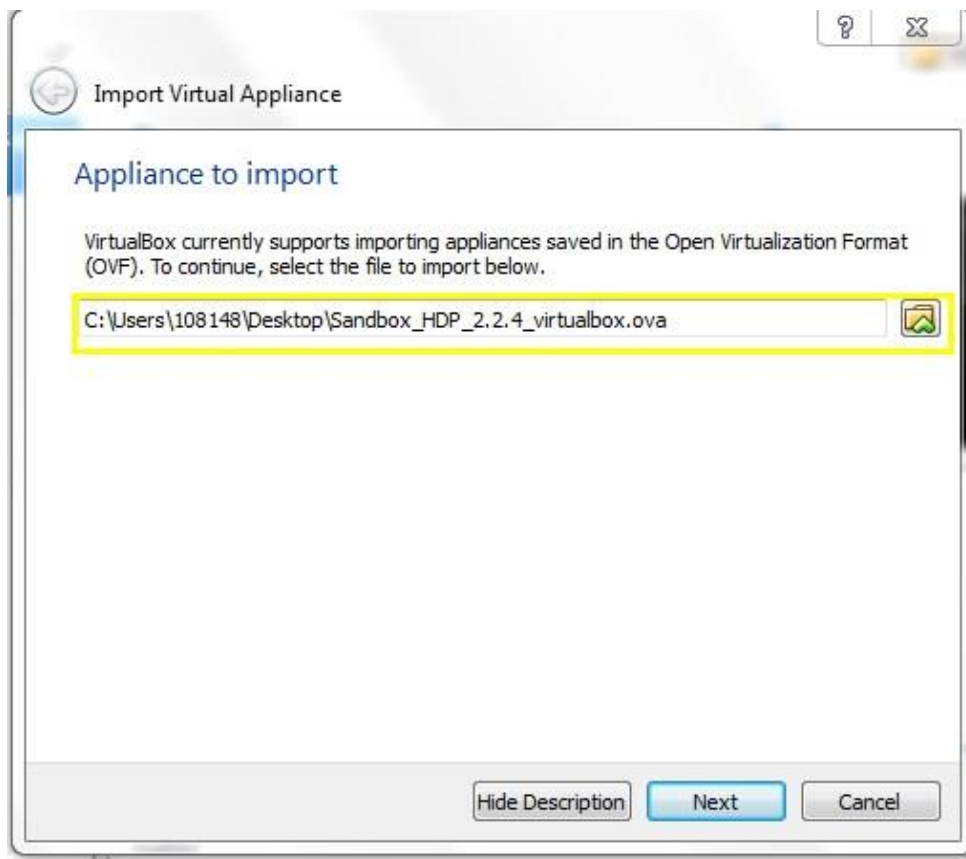 Import Virtual Appliance
Appliance to import
VirtualBox currently supports importing appliances saved in the Open Virtualization Format
(OVF). To continue, select the file to import below.
C:\Users\108148\Desktop\Sandbox_HDP_2.2.4_virtualbox.ova
Hide Description Next Cancel